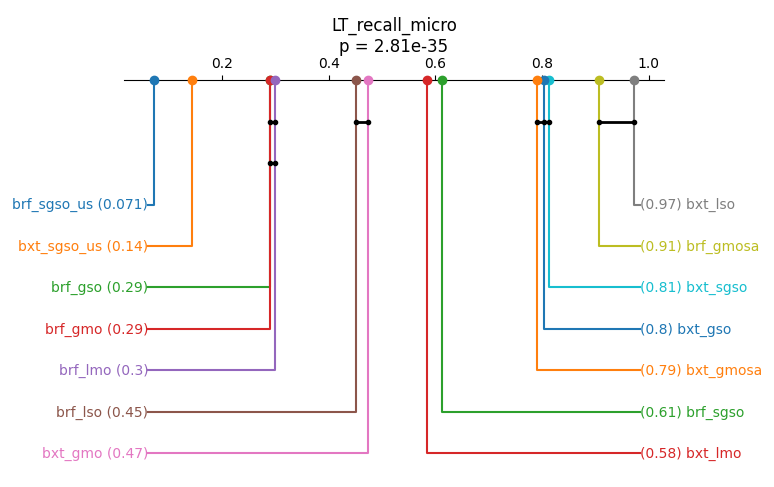 LT_recall_micro
p = 2.81e-35
0.2 0.4 0.6 0.8 1.0
brf_sgso_us (0.071) (0.97) bxt_lso
bxt_sgso_us (0.14) (0.91) brf_gmosa
brf_gso (0.29) (0.81) bxt_sgso
brf_gmo (0.29) (0.8) bxt_gso
brf_lmo (0.3) (0.79) bxt_gmosa
brf_lso (0.45) (0.61) brf_sgso
bxt_gmo (0.47) (0.58) bxt_lmo